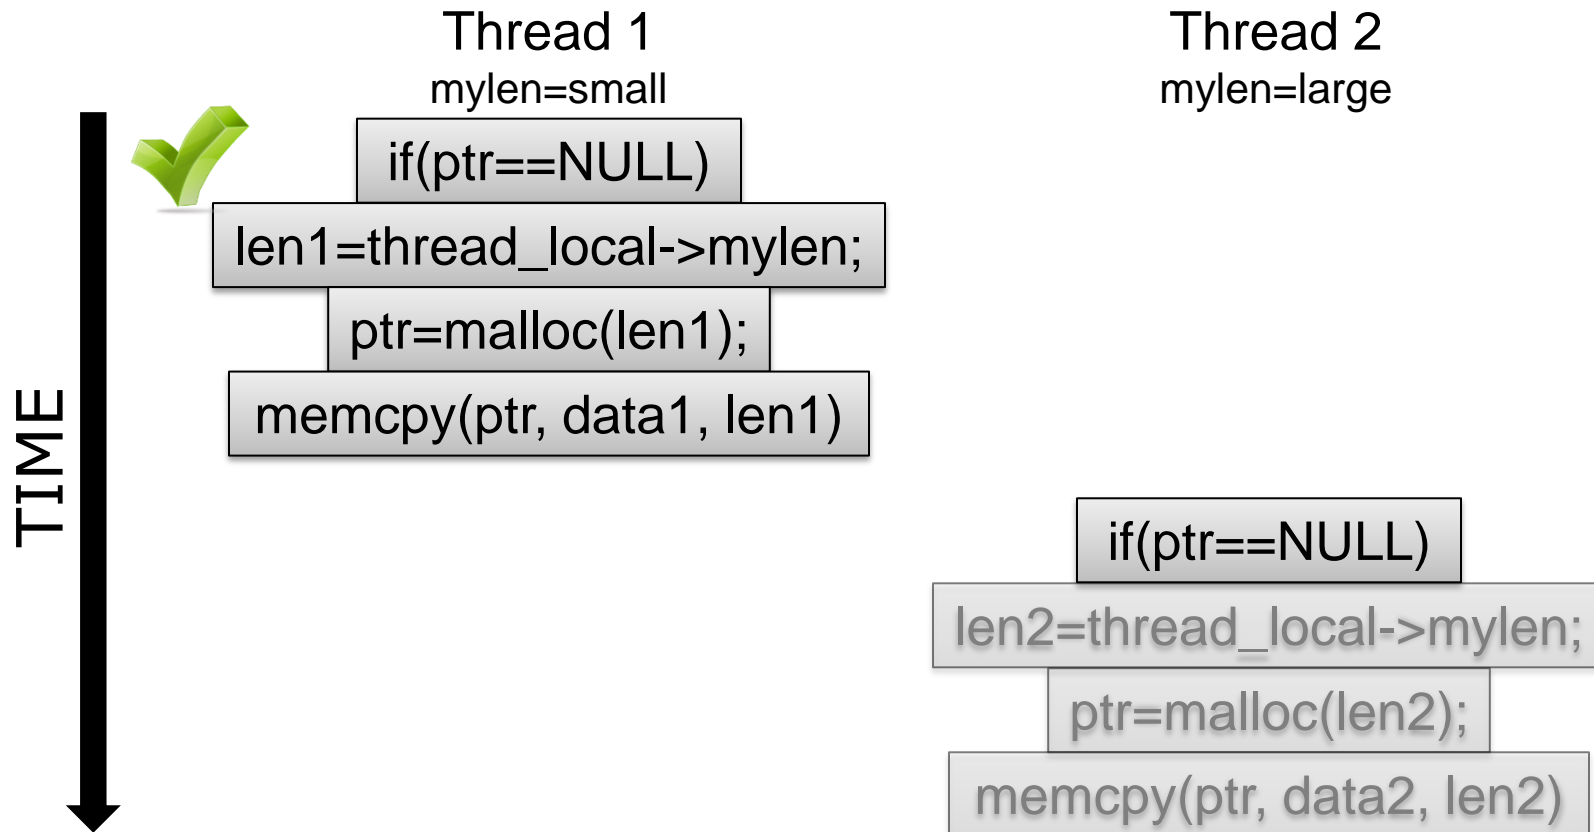 Thread 1
mylen=small
if(ptr==NULL)
len1=thread_local->mylen;
ptr=malloc(len1);
memcpy(ptr, data1, len1)
TIME
Thread 2
mylen=large
if(ptr==NULL)
len2=thread_local->mylen;
ptr=malloc(len2);
memcpy(ptr, data2, len2)